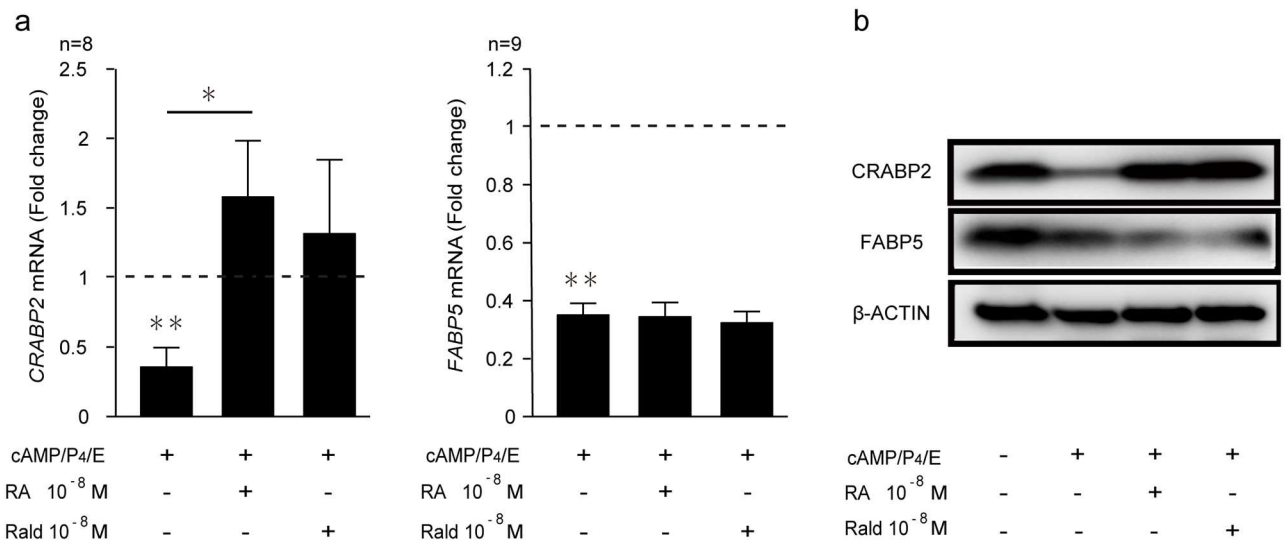 a
n=8
CRABP2 mRNA (Fold change)
2.5
2
1.5
1
0.5
0
*
**
cAMP/P4/E + + +
RA 10⁻⁸ M - + -
Rald 10⁻⁸ M - - +
n=9
FABP5 mRNA (Fold change)
1.2
1
0.8
0.6
0.4
0.2
0
**
cAMP/P4/E + + +
RA 10⁻⁸ M - + -
Rald 10⁻⁸ M - - +
b
CRABP2
FABP5
β-ACTIN
cAMP/P4/E - + + +
RA 10⁻⁸ M - - + -
Rald 10⁻⁸ M - - - +